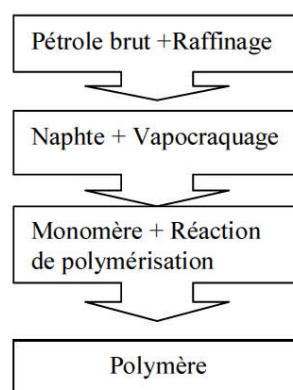 Pétrole brut +Raffinage
Naphte + Vapocraquage
Monomère + Réaction
de polymérisation
Polymère